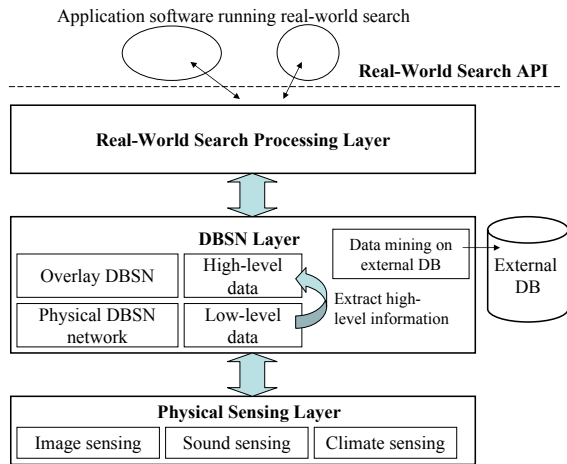 Application software running real-world search
Real-World Search API
Real-World Search Processing Layer
DBSN Layer
Overlay DBSN
High-level
data
Physical DBSN
network
Low-level
data
Extract high-
level information
Data mining on
external DB
External
DB
Physical Sensing Layer
Image sensing
Sound sensing
Climate sensing